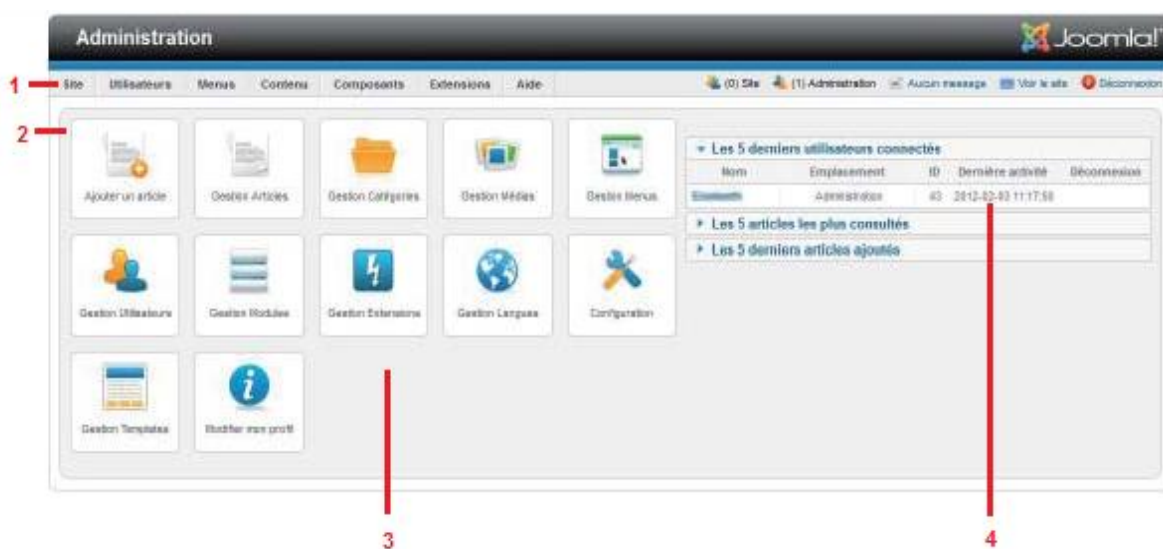 Administration
Joomla!
1
Site Utilisateurs Menus Contenu Composants Extensions Aide
(0) Site (1) Administration Aucun message Voir le site Déconnexion
2
Ajouter un article Gestion Articles Gestion Catégories Gestion Médias Gestion Menus
Les 5 derniers utilisateurs connectés
Nom Emplacement ID Dernière activité Déconnexion
Administration 43 2012-02-03 11:17:58
Les 5 articles les plus consultés
Les 5 derniers articles ajoutés
Gestion Utilisateurs Gestion Modules Gestion Extensions Gestion Langues Configuration
Gestion Templates Modifier mon profil
3
4